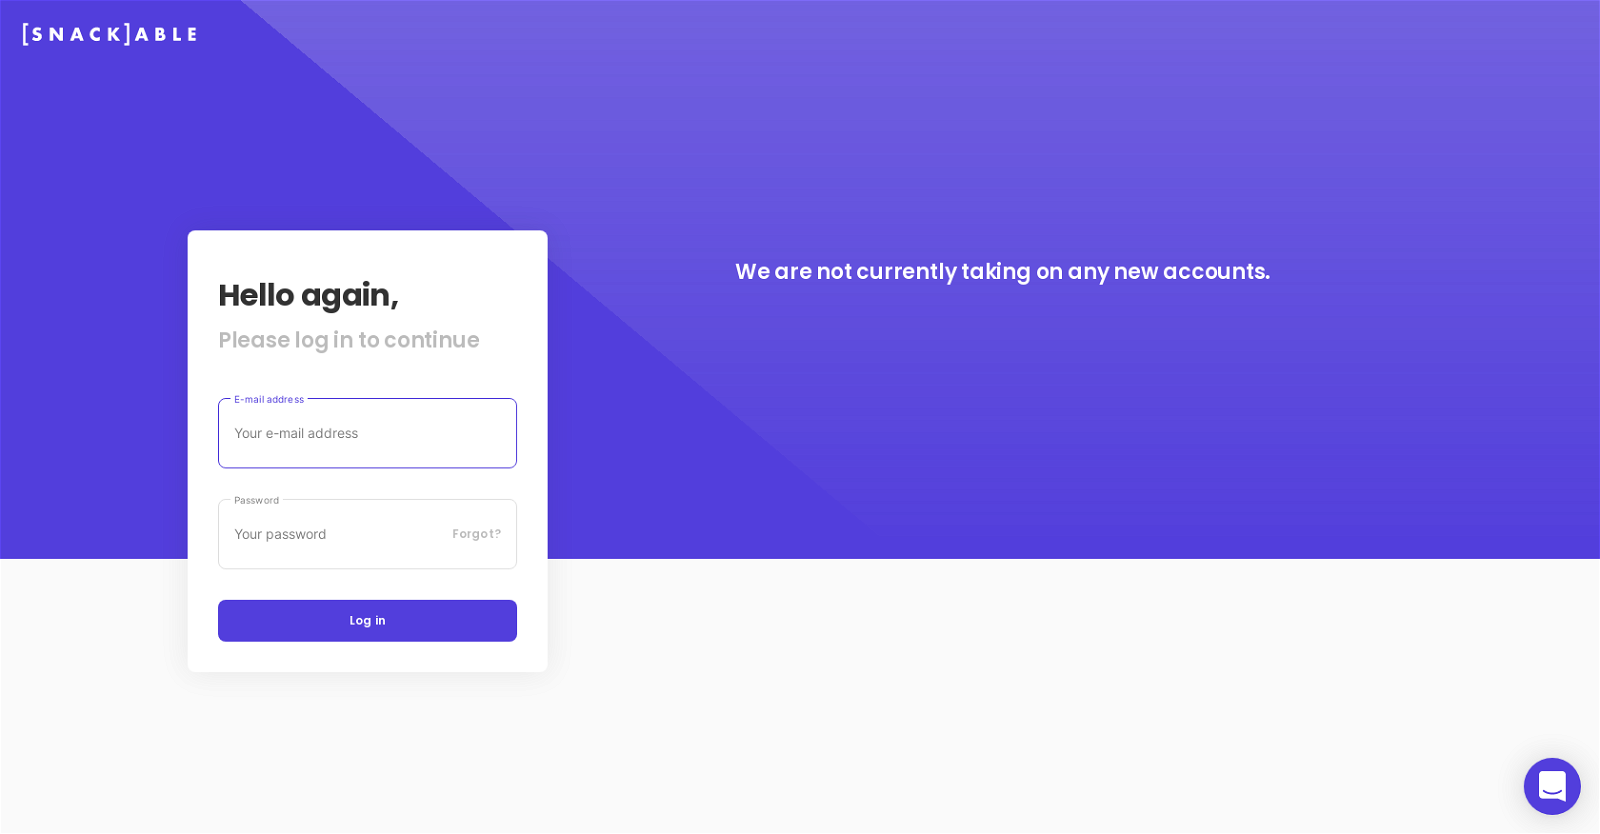 [SNACK]ABLE
Hello again,
Please log in to continue
E-mail address
Your e-mail address
Password
Your password
Forgot?
Log in
We are not currently taking on any new accounts.